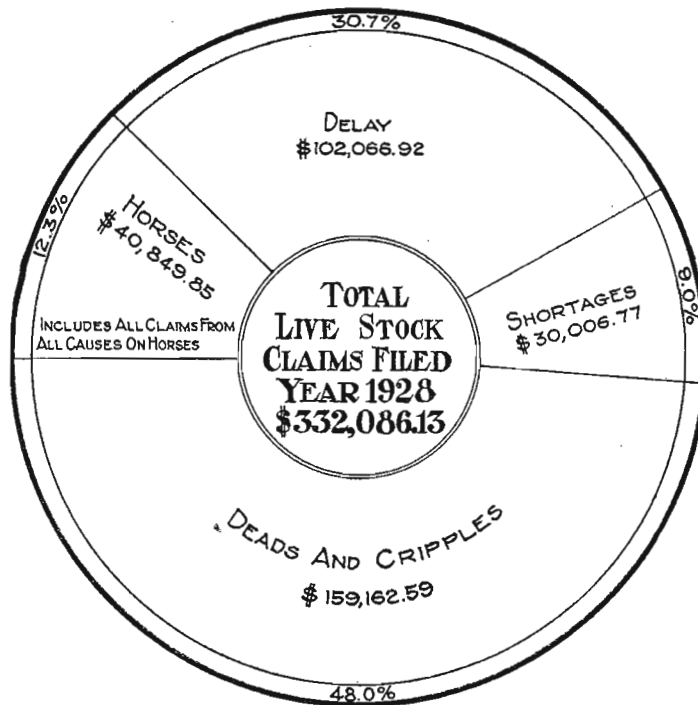 30.7%
DELAY
$102,066.92
12.3%
HORSES
$40,849.85
INCLUDES ALL CLAIMS FROM
ALL CAUSES ON HORSES
9.0%
SHORTAGES
$30,006.77
TOTAL
LIVE STOCK
CLAIMS FILED
YEAR 1928
$332,086.13
DEADS AND CRIPPLES
$159,162.59
48.0%